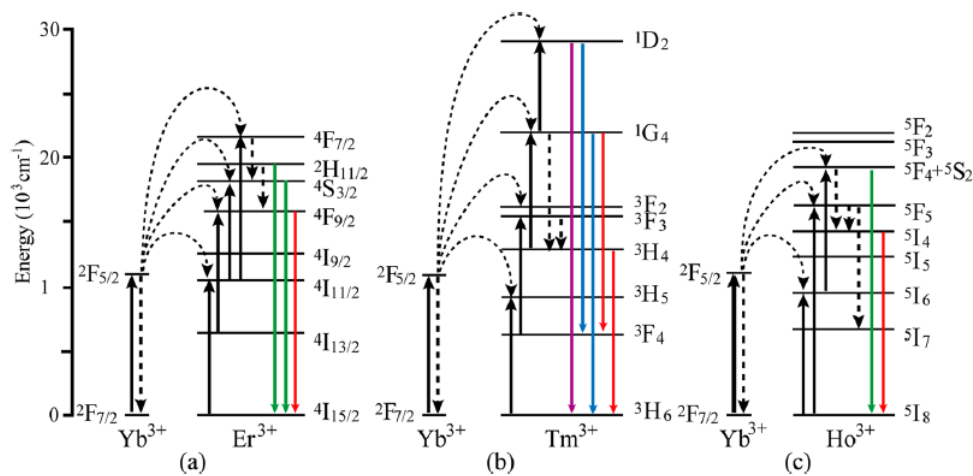 Energy (10³cm⁻¹)
30
20
1
0
²F₅/₂
²F₇/₂
Yb³⁺
⁴F₇/₂
²H₁₁/₂
⁴S₃/₂
⁴F₉/₂
⁴I₉/₂
⁴I₁₁/₂
⁴I₁₃/₂
⁴I₁₅/₂
Er³⁺
(a)
²F₅/₂
²F₇/₂
Yb³⁺
¹D₂
¹G₄
³F₂
³F₃
³H₄
³H₅
³F₄
³H₆
Tm³⁺
(b)
²F₅/₂
²F₇/₂
Yb³⁺
⁵F₂
⁵F₃
⁵F₄+⁵S₂
⁵F₅
⁵I₄
⁵I₅
⁵I₆
⁵I₇
⁵I₈
Ho³⁺
(c)